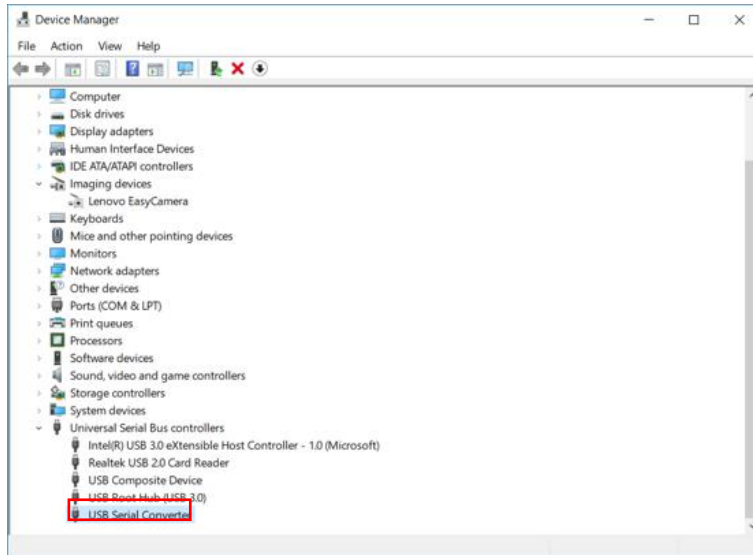 Device Manager
File Action View Help
Computer
Disk drives
Display adapters
Human Interface Devices
IDE ATA/ATAPI controllers
Imaging devices
Lenovo EasyCamera
Keyboards
Mice and other pointing devices
Monitors
Network adapters
Other devices
Ports (COM & LPT)
Print queues
Processors
Software devices
Sound, video and game controllers
Storage controllers
System devices
Universal Serial Bus controllers
Intel(R) USB 3.0 eXtensible Host Controller - 1.0 (Microsoft)
Realtek USB 2.0 Card Reader
USB Composite Device
USB Root Hub (USB 3.0)
USB Serial Converter